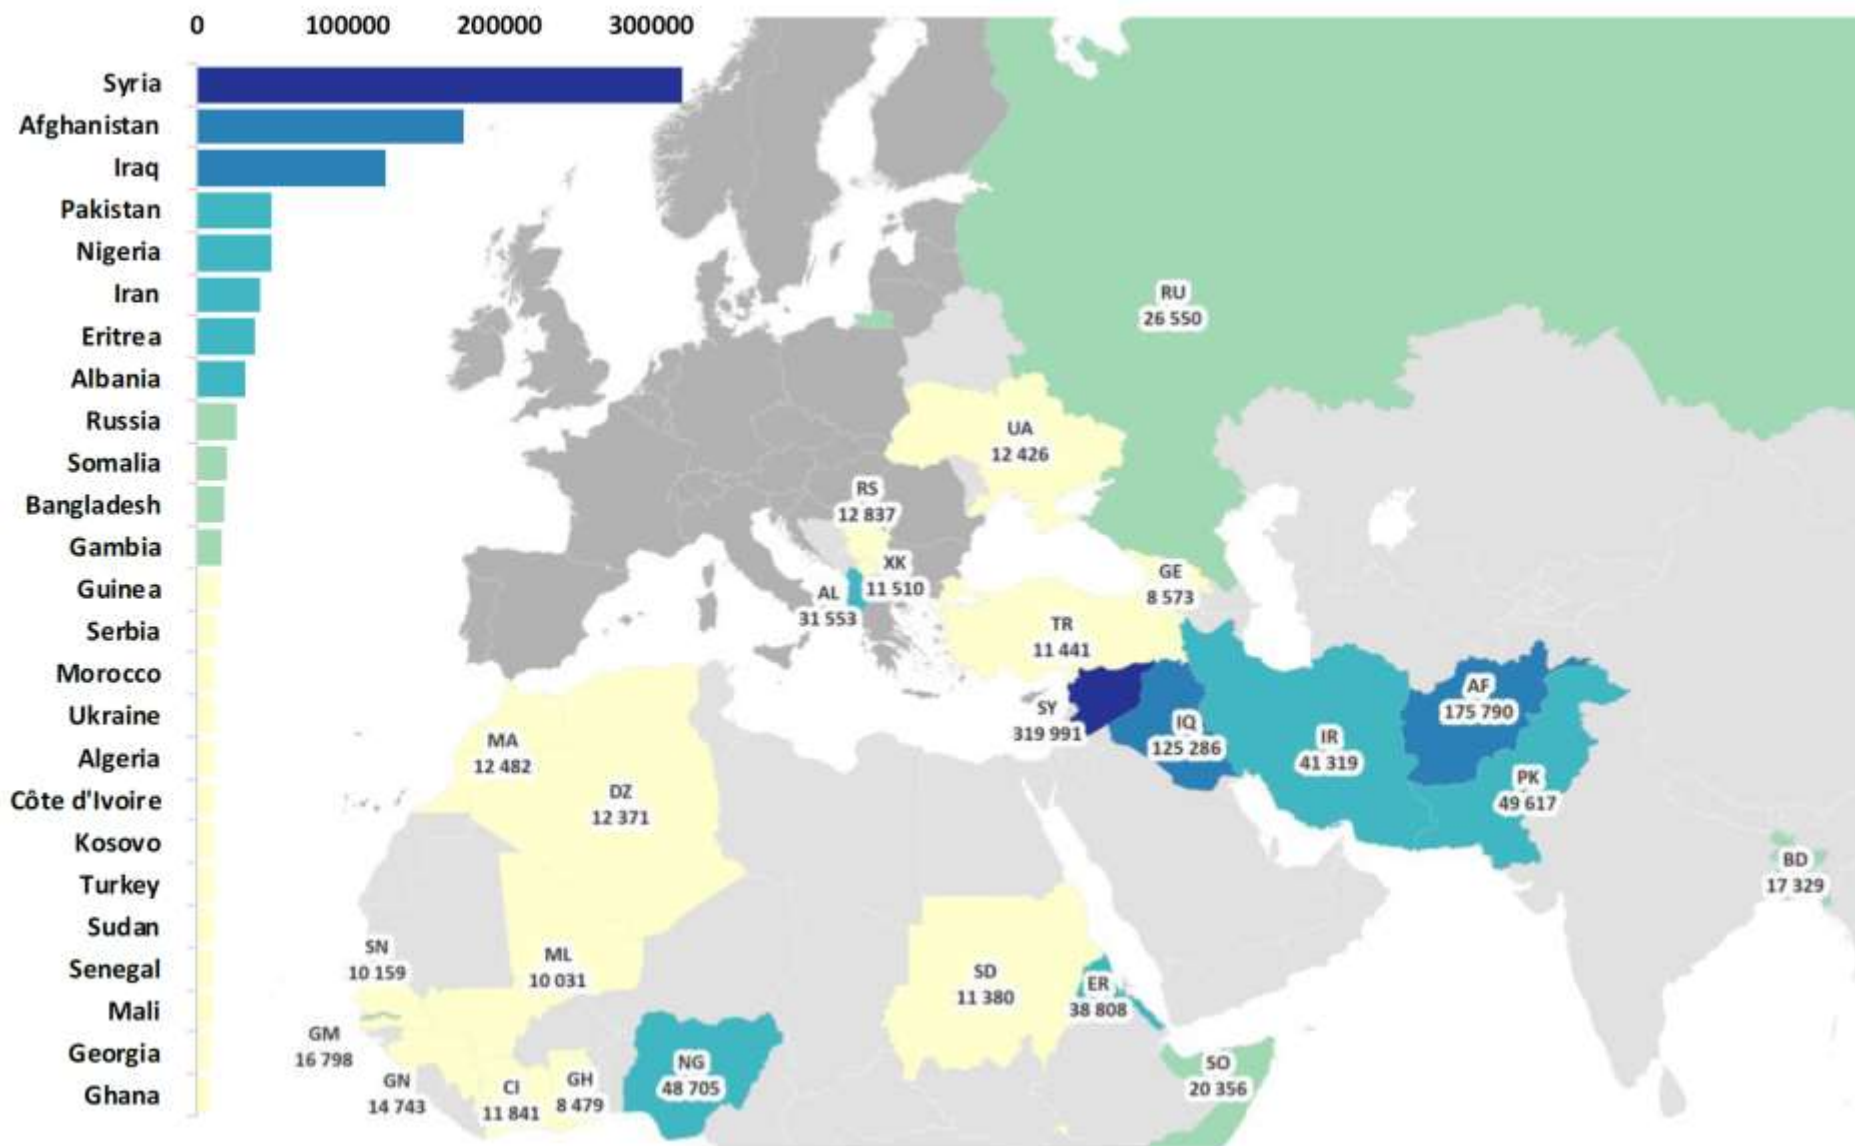 0 100000 200000 300000
Syria
Afghanistan
Iraq
Pakistan
Nigeria
Iran
Eritrea
Albania
Russia
Somalia
Bangladesh
Gambia
Guinea
Serbia
Morocco
Ukraine
Algeria
Côte d'Ivoire
Kosovo
Turkey
Sudan
Senegal
Mali
Georgia
Ghana
RU
26 550
UA
12 426
RS
12 837
XK
11 510
AL
31 553
GE
8 573
TR
11 441
SY
319 991
IQ
125 286
IR
41 319
AF
175 790
PK
49 617
BD
17 329
MA
12 482
DZ
12 371
SN
10 159
ML
10 031
SD
11 380
ER
38 808
GM
16 798
GN
14 743
CI
11 841
GH
8 479
NG
48 705
SO
20 356